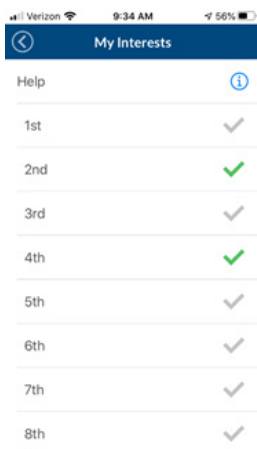 Verizon 9:34 AM 56%
My Interests
Help
1st
2nd
3rd
4th
5th
6th
7th
8th